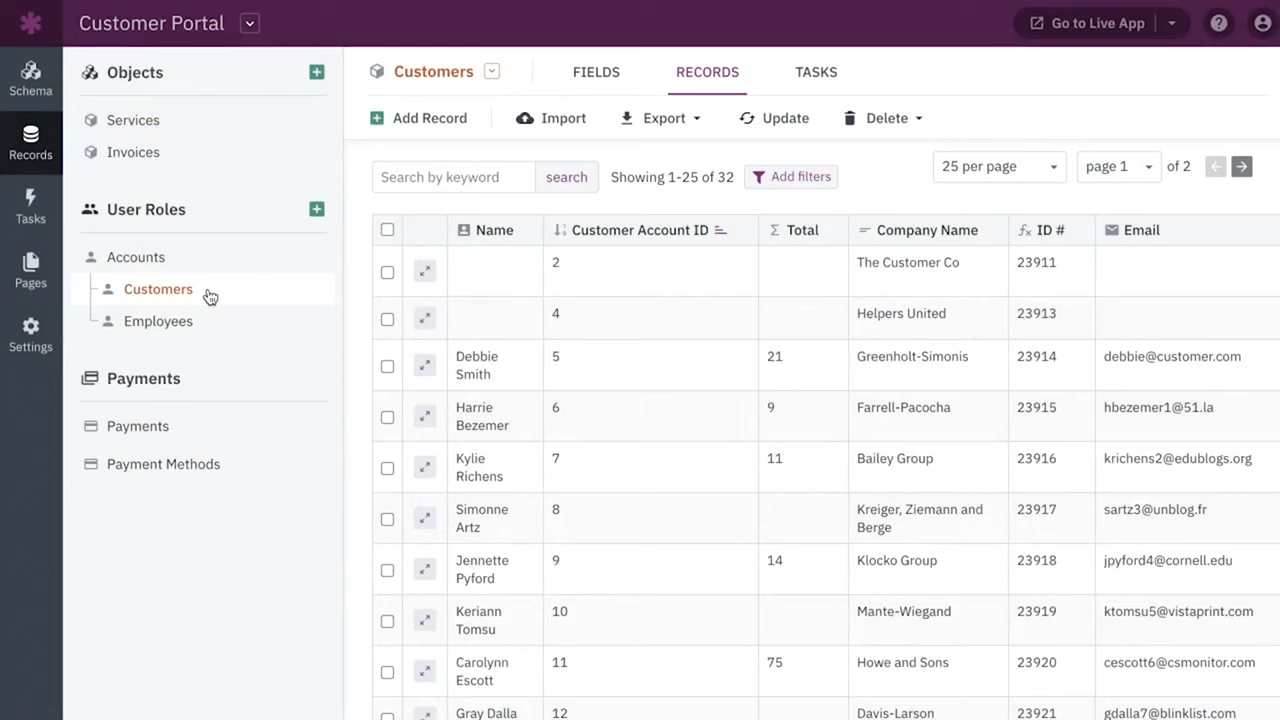 Customer Portal
Go to Live App
Schema
Records
Tasks
Pages
Settings
Objects
Services
Invoices
User Roles
Accounts
Customers
Employees
Payments
Payments
Payment Methods
Customers
FIELDS
RECORDS
TASKS
Add Record
Import
Export
Update
Delete
Search by keyword
search
Showing 1-25 of 32
Add filters
25 per page
page 1
of 2
Name
Customer Account ID
Σ Total
Company Name
ƒx ID #
Email
2
The Customer Co
23911
4
Helpers United
23913
Debbie
Smith
5
21
Greenholt-Simonis
23914
debbie@customer.com
Harrie
Bezemer
6
9
Farrell-Pacocha
23915
hbezemer1@51.la
Kylie
Richens
7
11
Bailey Group
23916
krichens2@edublogs.org
Simonne
Artz
8
Kreiger, Ziemann and
Berge
23917
sartz3@unblog.fr
Jennette
Pyford
9
14
Klocko Group
23918
jpyford4@cornell.edu
Keriann
Tomsu
10
Mante-Wiegand
23919
ktomsu5@vistaprint.com
Carolynn
Escott
11
75
Howe and Sons
23920
cescott6@csmonitor.com
Gray Dalla
12
Davis-Larson
23921
gdalla7@blinklist.com